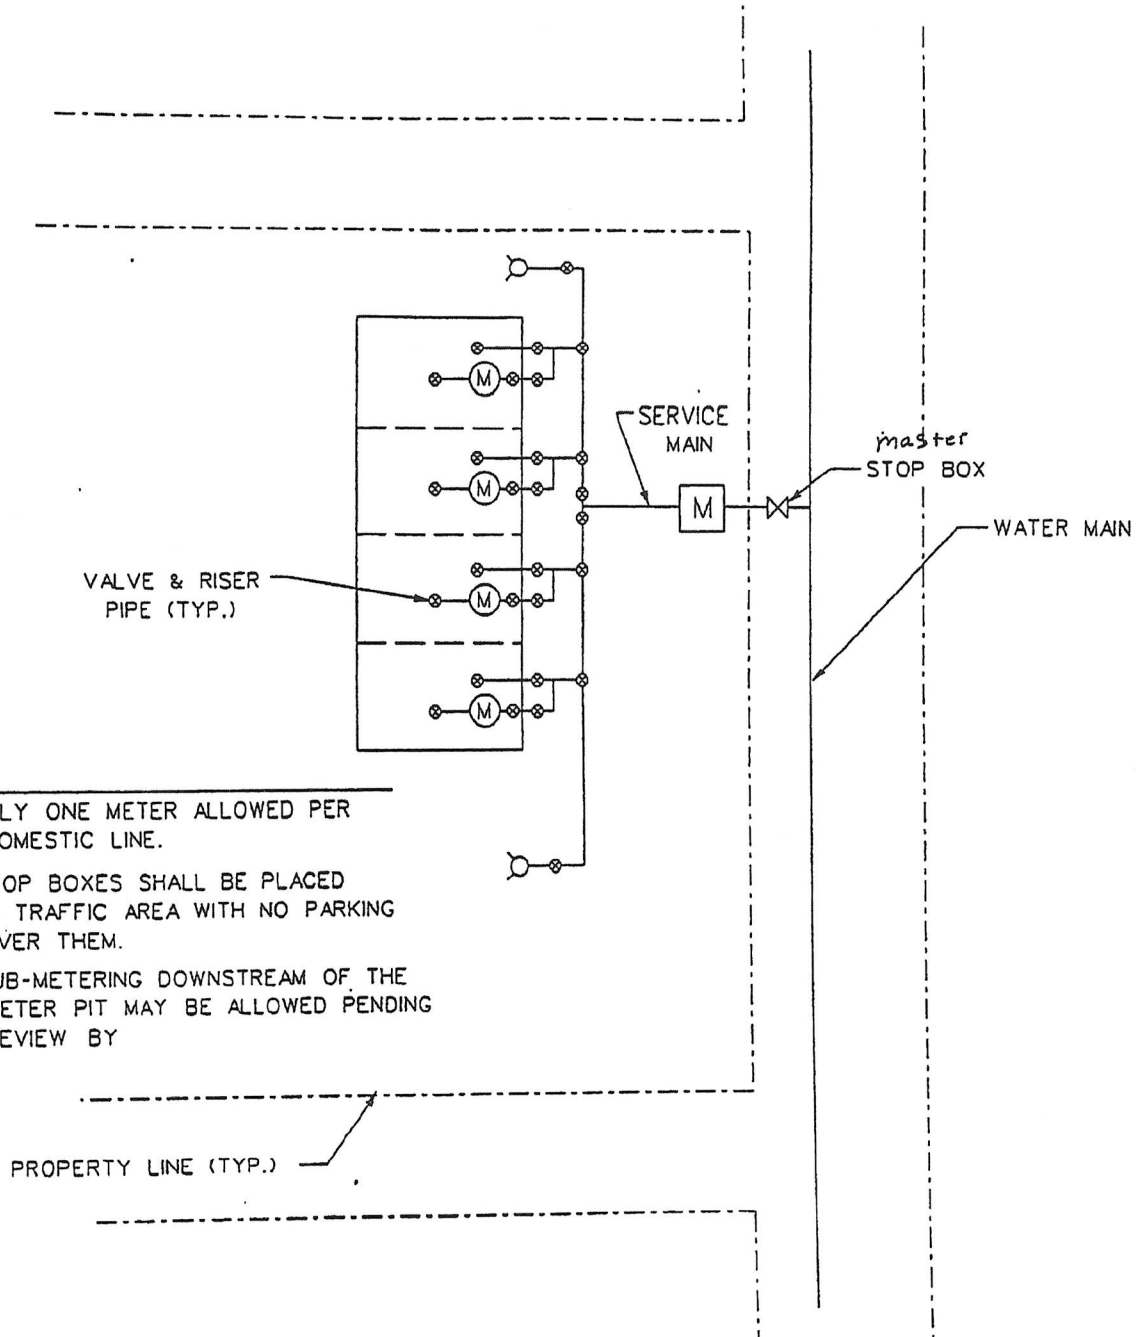 M
SERVICE
MAIN
master
STOP BOX
M
M
M
WATER MAIN
VALVE & RISER
PIPE (TYP.)
M
M
LY ONE METER ALLOWED PER
OMESTIC LINE.
OP BOXES SHALL BE PLACED
TRAFFIC AREA WITH NO PARKING
VER THEM.
UB-METERING DOWNSTREAM OF THE
ETER PIT MAY BE ALLOWED PENDING
EVIEW BY
PROPERTY LINE (TYP.)